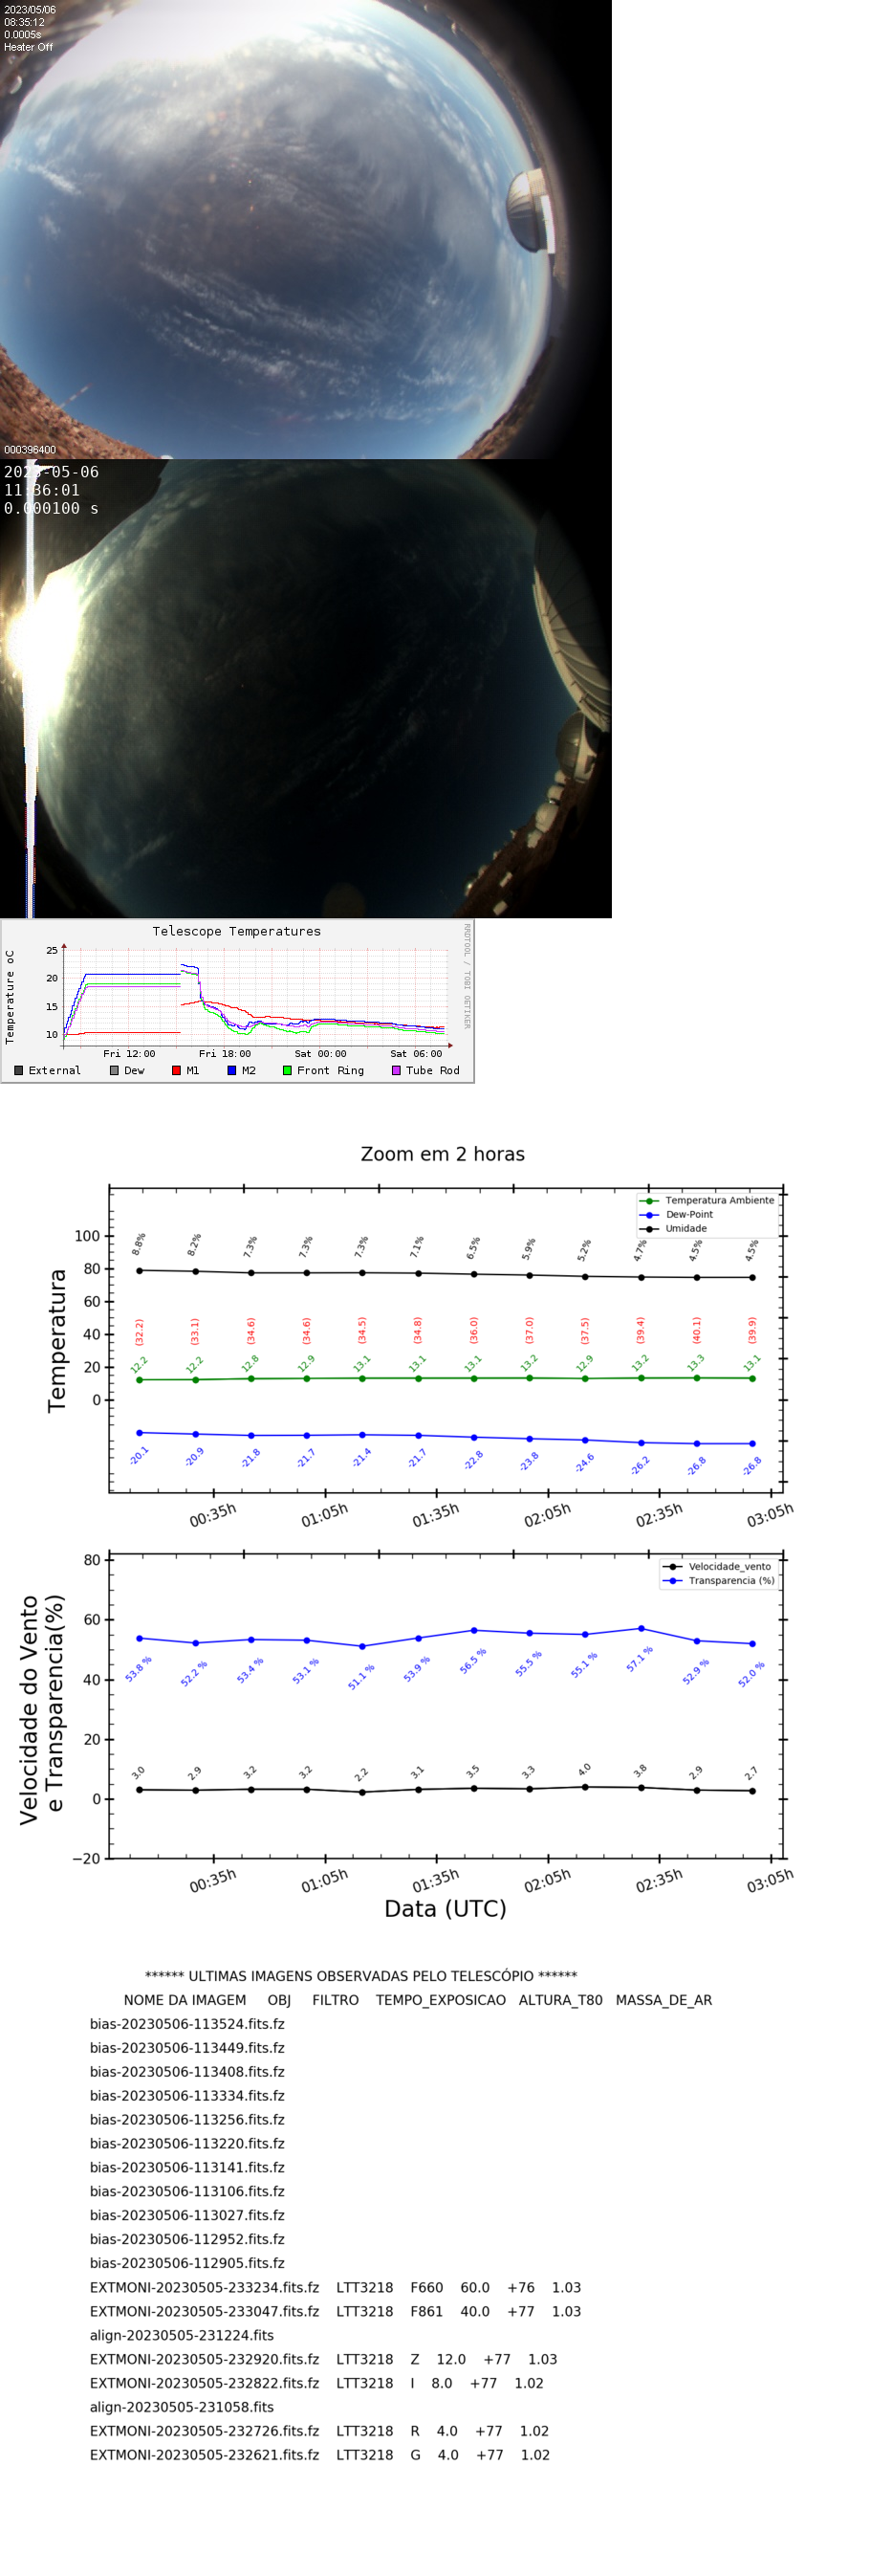 2023/05/06
08:35:12
0.0005s
Heater Off
000396400
2023-05-06
11:36:01
0.000100 s
Telescope Temperatures
RRDTOOL / TOBI OETIKER
Temperature oC
25
20
15
10
Fri 12:00 Fri 18:00 Sat 00:00 Sat 06:00
External Dew M1 M2 Front Ring Tube Rod
Zoom em 2 horas
Temperatura Ambiente
Dew-Point
Umidade
Temperatura
100
80
60
40
20
0
8.8% 8.2% 7.3% 7.3% 7.3% 7.1% 6.5% 5.9% 5.2% 4.7% 4.5% 4.5%
(32.2) (33.1) (34.6) (34.6) (34.5) (34.8) (36.0) (37.0) (37.5) (39.4) (40.1) (39.9)
12.2 12.2 12.8 12.9 13.1 13.1 13.1 13.2 12.9 13.2 13.3 13.1
-20.1 -20.9 -21.8 -21.7 -21.4 -21.7 -22.8 -23.8 -24.6 -26.2 -26.8 -26.8
00:35h 01:05h 01:35h 02:05h 02:35h 03:05h
Velocidade_vento
Transparencia (%)
Velocidade do Vento
e Transparencia(%)
80
60
40
20
0
−20
53.8 % 52.2 % 53.4 % 53.1 % 51.1 % 53.9 % 56.5 % 55.5 % 55.1 % 57.1 % 52.9 % 52.0 %
3.0 2.9 3.2 3.2 2.2 3.1 3.5 3.3 4.0 3.8 2.9 2.7
00:35h 01:05h 01:35h 02:05h 02:35h 03:05h
Data (UTC)
****** ULTIMAS IMAGENS OBSERVADAS PELO TELESCÓPIO ******
NOME DA IMAGEM OBJ FILTRO TEMPO_EXPOSICAO ALTURA_T80 MASSA_DE_AR
bias-20230506-113524.fits.fz
bias-20230506-113449.fits.fz
bias-20230506-113408.fits.fz
bias-20230506-113334.fits.fz
bias-20230506-113256.fits.fz
bias-20230506-113220.fits.fz
bias-20230506-113141.fits.fz
bias-20230506-113106.fits.fz
bias-20230506-113027.fits.fz
bias-20230506-112952.fits.fz
bias-20230506-112905.fits.fz
EXTMONI-20230505-233234.fits.fz LTT3218 F660 60.0 +76 1.03
EXTMONI-20230505-233047.fits.fz LTT3218 F861 40.0 +77 1.03
align-20230505-231224.fits
EXTMONI-20230505-232920.fits.fz LTT3218 Z 12.0 +77 1.03
EXTMONI-20230505-232822.fits.fz LTT3218 I 8.0 +77 1.02
align-20230505-231058.fits
EXTMONI-20230505-232726.fits.fz LTT3218 R 4.0 +77 1.02
EXTMONI-20230505-232621.fits.fz LTT3218 G 4.0 +77 1.02